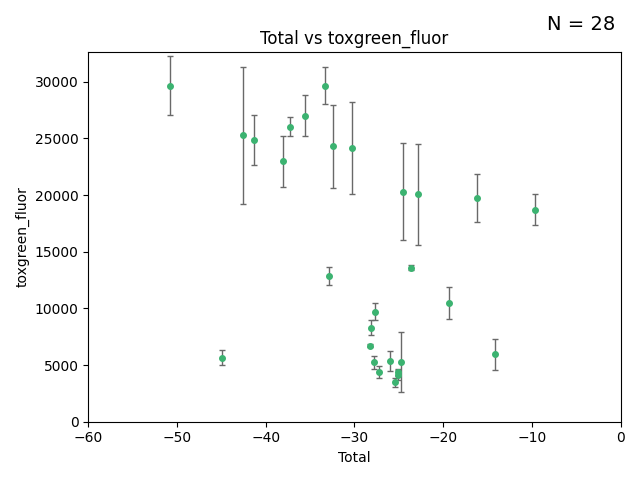 N = 28
Total vs toxgreen_fluor
toxgreen_fluor
30000
25000
20000
15000
10000
5000
0
−60 −50 −40 −30 −20 −10 0
Total